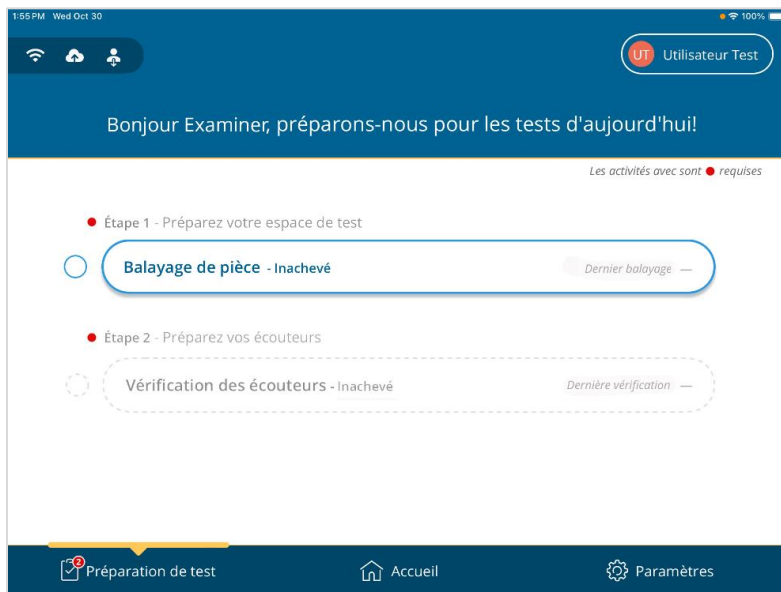 1:55 PM Wed Oct 30
100%
UT Utilisateur Test
Bonjour Examiner, préparons-nous pour les tests d'aujourd'hui!
Les activités avec sont requises
Étape 1 - Préparez votre espace de test
Balayage de pièce - Inachevé
Dernier balayage —
Étape 2 - Préparez vos écouteurs
Vérification des écouteurs - Inachevé
Dernière vérification —
2
Préparation de test
Accueil
Paramètres